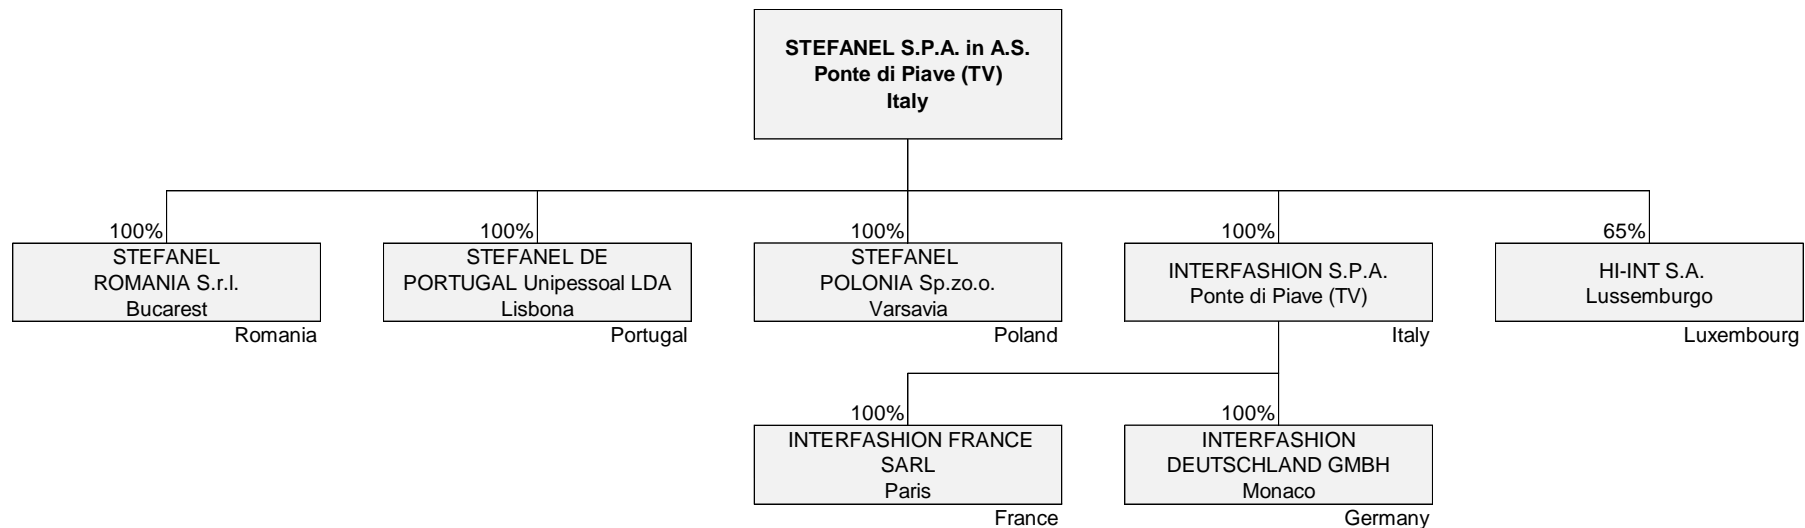 STEFANEL S.P.A. in A.S.
Ponte di Piave (TV)
Italy
100%
STEFANEL
ROMANIA S.r.l.
Bucarest
Romania
100%
STEFANEL DE
PORTUGAL Unipessoal LDA
Lisbona
Portugal
100%
STEFANEL
POLONIA Sp.zo.o.
Varsavia
Poland
100%
INTERFASHION S.P.A.
Ponte di Piave (TV)
Italy
65%
HI-INT S.A.
Lussemburgo
Luxembourg
100%
INTERFASHION FRANCE
SARL
Paris
France
100%
INTERFASHION
DEUTSCHLAND GMBH
Monaco
Germany